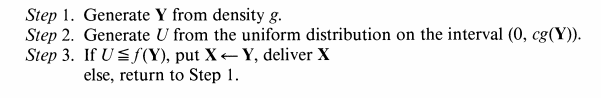 Step 1. Generate Y from density g.
Step 2. Generate U from the uniform distribution on the interval (0, cg(Y)).
Step 3. If U ≦ f(Y), put X ← Y, deliver X
else, return to Step 1.